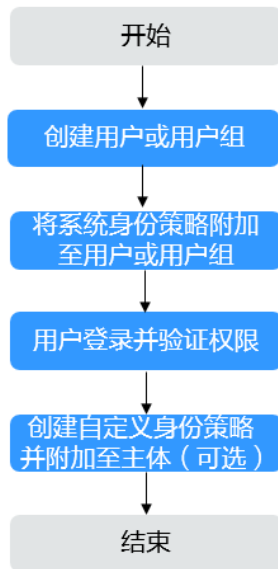 开始
创建用户或用户组
将系统身份策略附加
至用户或用户组
用户登录并验证权限
创建自定义身份策略
并附加至主体（可选）
结束